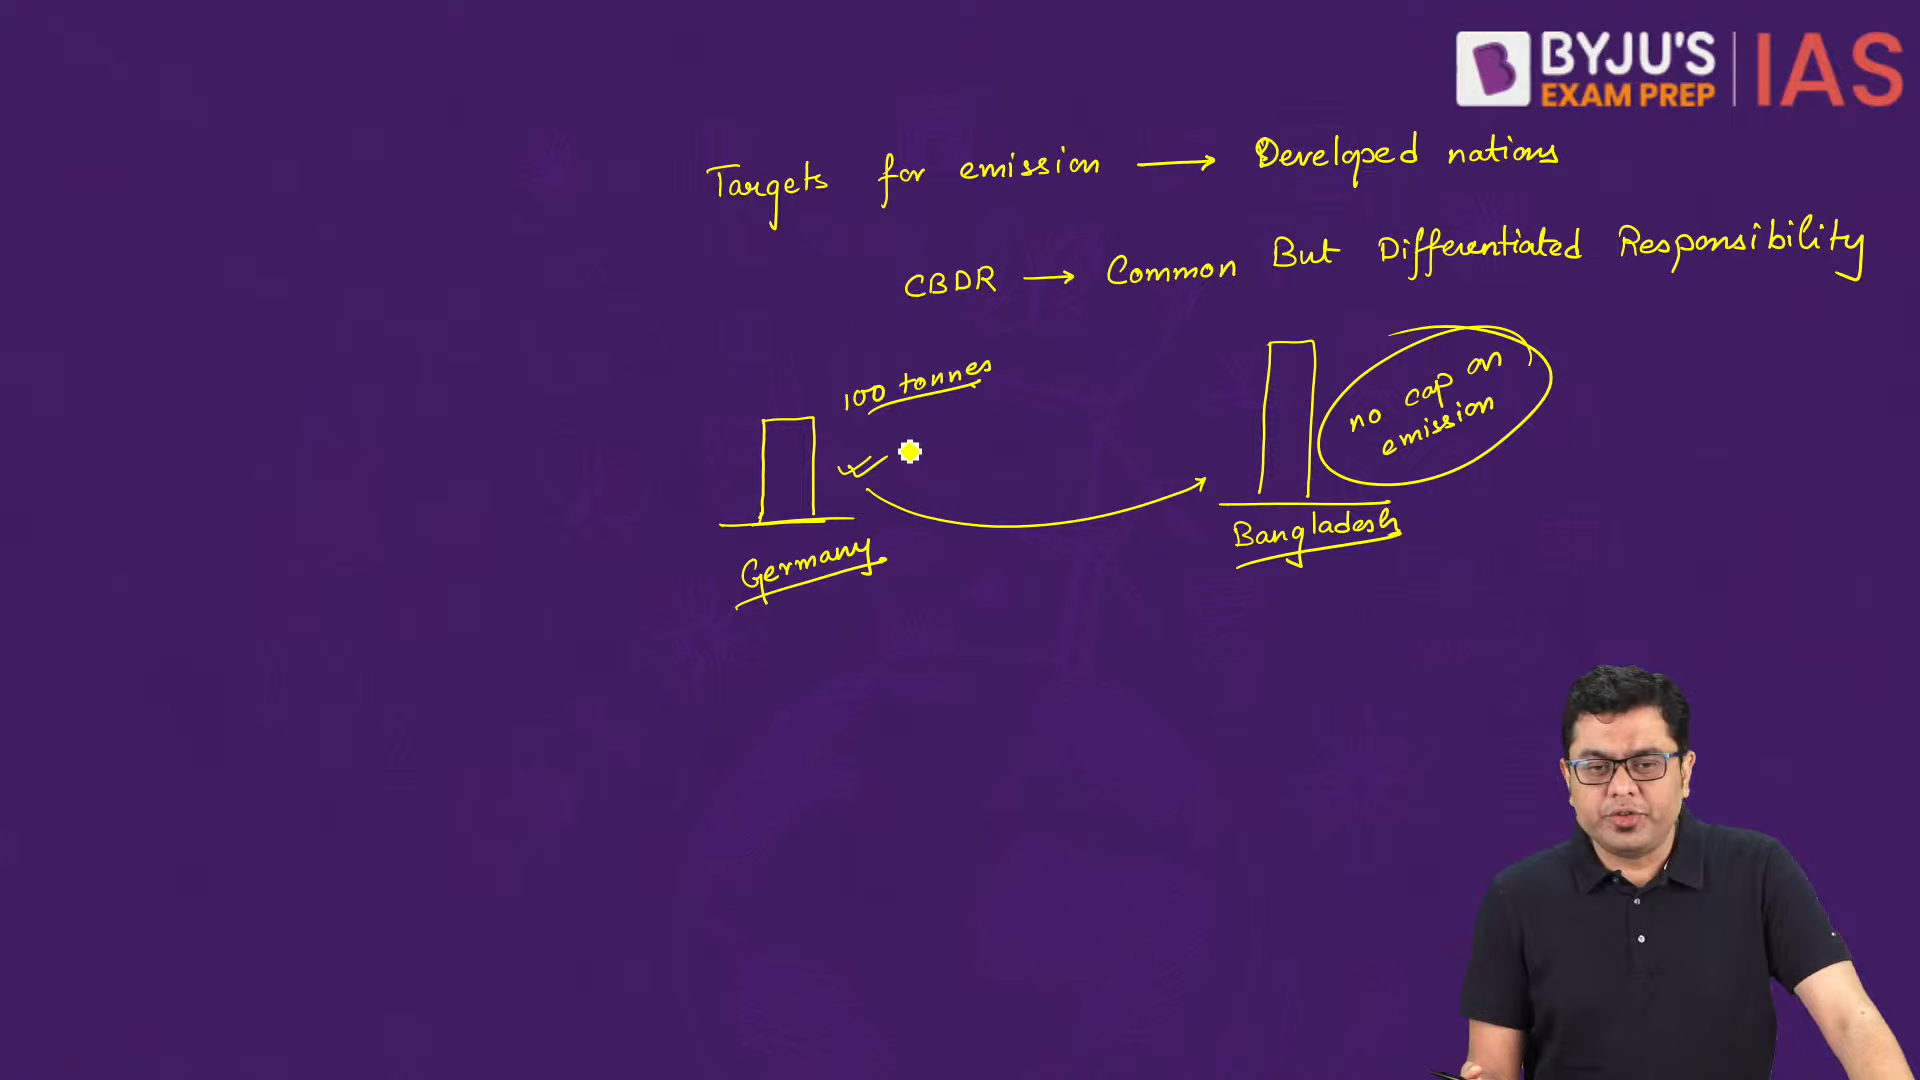 BYJU'S
EXAM PREP
IAS
Targets for emission → Developed nations
CBDR → Common But Differentiated Responsibility
100 tonnes
no cap on
emission
Germany
Bangladesh